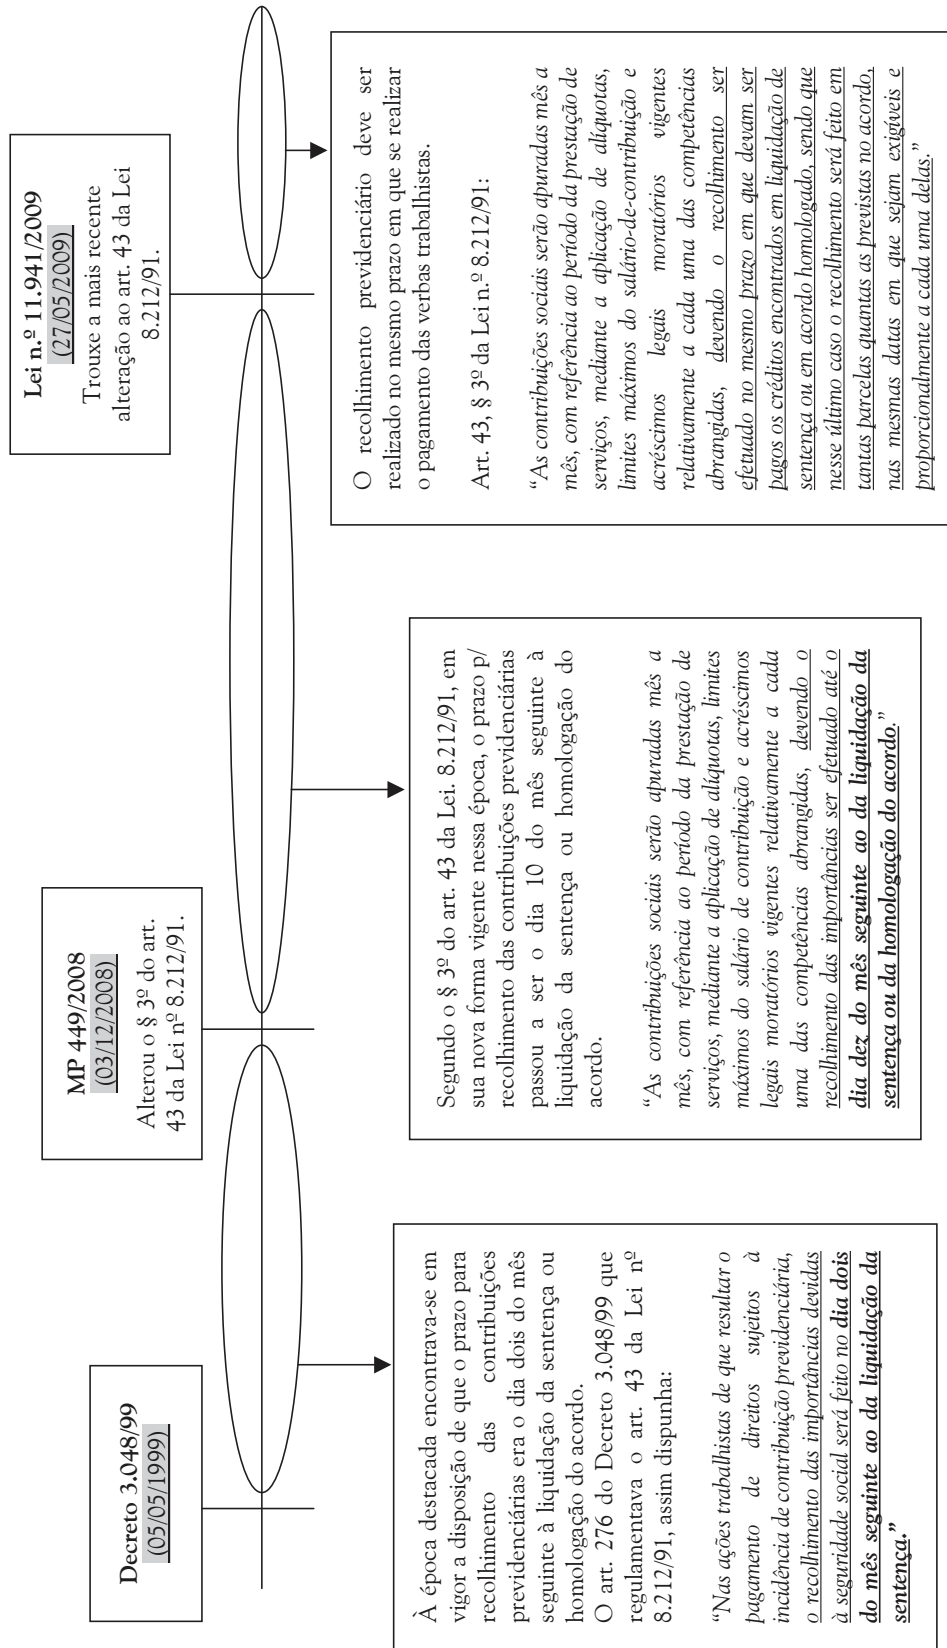 Decreto 3.048/99
(05/05/1999)
À época destacada encontrava-se em
vigor a disposição de que o prazo para
recolhimento das contribuições
previdenciárias era o dia dois do mês
seguinte à liquidação da sentença ou
homologação do acordo.
O art. 276 do Decreto 3.048/99 que
regulamentava o art. 43 da Lei nº
8.212/91, assim dispunha:
“Nas ações trabalhistas de que resultar o
pagamento de direitos sujeitos à
incidência de contribuição previdenciária,
o recolhimento das importâncias devidas
à seguridade social será feito no dia dois
do mês seguinte ao da liquidação da
sentença.”
MP 449/2008
(03/12/2008)
Alterou o § 3º do art.
43 da Lei nº 8.212/91.
Segundo o § 3º do art. 43 da Lei. 8.212/91, em
sua nova forma vigente nessa época, o prazo p/
recolhimento das contribuições previdenciárias
passou a ser o dia 10 do mês seguinte à
liquidação da sentença ou homologação do
acordo.
“As contribuições sociais serão apuradas mês a
mês, com referência ao período da prestação de
serviços, mediante a aplicação de alíquotas, limites
máximos do salário de contribuição e acréscimos
legais moratórios vigentes relativamente a cada
uma das competências abrangidas, devendo o
recolhimento das importâncias ser efetuado até o
dia dez do mês seguinte ao da liquidação da
sentença ou da homologação do acordo.”
Lei n.º 11.941/2009
(27/05/2009)
Trouxe a mais recente
alteração ao art. 43 da Lei
8.212/91.
O recolhimento previdenciário deve ser
realizado no mesmo prazo em que se realizar
o pagamento das verbas trabalhistas.
Art. 43, § 3º da Lei n.º 8.212/91:
“As contribuições sociais serão apuradas mês a
mês, com referência ao período da prestação de
serviços, mediante a aplicação de alíquotas,
limites máximos do salário-de-contribuição e
acréscimos legais moratórios vigentes
relativamente a cada uma das competências
abrangidas, devendo o recolhimento ser
efetuado no mesmo prazo em que devam ser
pagos os créditos encontrados em liquidação de
sentença ou em acordo homologado, sendo que
nesse último caso o recolhimento será feito em
tantas parcelas quantas as previstas no acordo,
nas mesmas datas em que sejam exigíveis e
proporcionalmente a cada uma delas.”